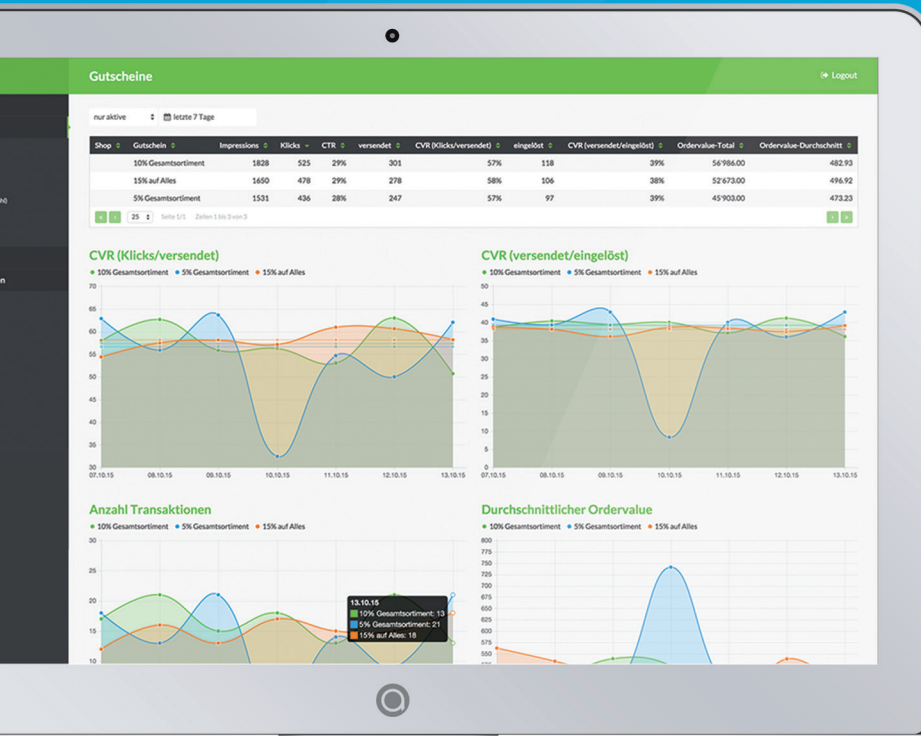 Gutscheine
Logout
nur aktive
letzte 7 Tage
Shop Gutschein Impressions Klicks CTR versendet CVR (Klicks/versendet) eingelöst CVR (versendet/eingelöst) Ordervalue-Total Ordervalue-Durchschnitt
10% Gesamtsortiment 1828 525 29% 301 57% 118 39% 56'986.00 482.93
15% auf Alles 1650 478 29% 278 58% 106 38% 52'673.00 496.92
5% Gesamtsortiment 1531 436 28% 247 57% 97 39% 45'903.00 473.23
« ‹ 25 Seite 1/1 Zeilen 1 bis 3 von 3 › »
hl)
n
CVR (Klicks/versendet)
10% Gesamtsortiment 5% Gesamtsortiment 15% auf Alles
70
65
60
55
50
45
40
35
30
07.10.15 08.10.15 09.10.15 10.10.15 11.10.15 12.10.15 13.10.15
CVR (versendet/eingelöst)
10% Gesamtsortiment 5% Gesamtsortiment 15% auf Alles
50
45
40
35
30
25
20
15
10
5
0
07.10.15 08.10.15 09.10.15 10.10.15 11.10.15 12.10.15 13.10.15
Anzahl Transaktionen
10% Gesamtsortiment 5% Gesamtsortiment 15% auf Alles
30
25
20
15
10
13.10.15
10% Gesamtsortiment: 13
5% Gesamtsortiment: 21
15% auf Alles: 18
Durchschnittlicher Ordervalue
10% Gesamtsortiment 5% Gesamtsortiment 15% auf Alles
800
775
750
725
700
675
650
625
600
575
550